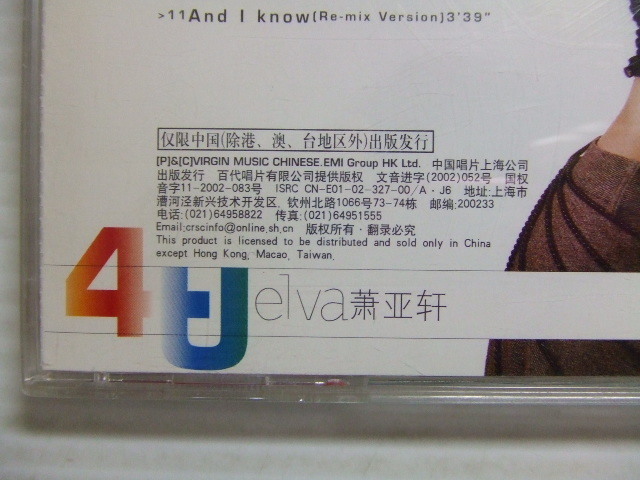 >11And I know(Re-mix Version)3'39"
仅限中国(除港、澳、台地区外)出版发行
[P]&[C]VIRGIN MUSIC CHINESE.EMI Group HK Ltd. 中国唱片上海公司
出版发行 百代唱片有限公司提供版权 文音进字(2002)052号 国权
音字11-2002-083号 ISRC CN-E01-02-327-00/A·J6 地址:上海市
漕河泾新兴技术开发区, 钦州北路1066号73-74栋 邮编:200233
电话:(021)64958822 传真:(021)64951555
Email:crscinfo@online.sh.cn 版权所有·翻录必究
This product is licensed to be distributed and sold only in China
except Hong Kong, Macao, Taiwan.
4U elva萧亚轩